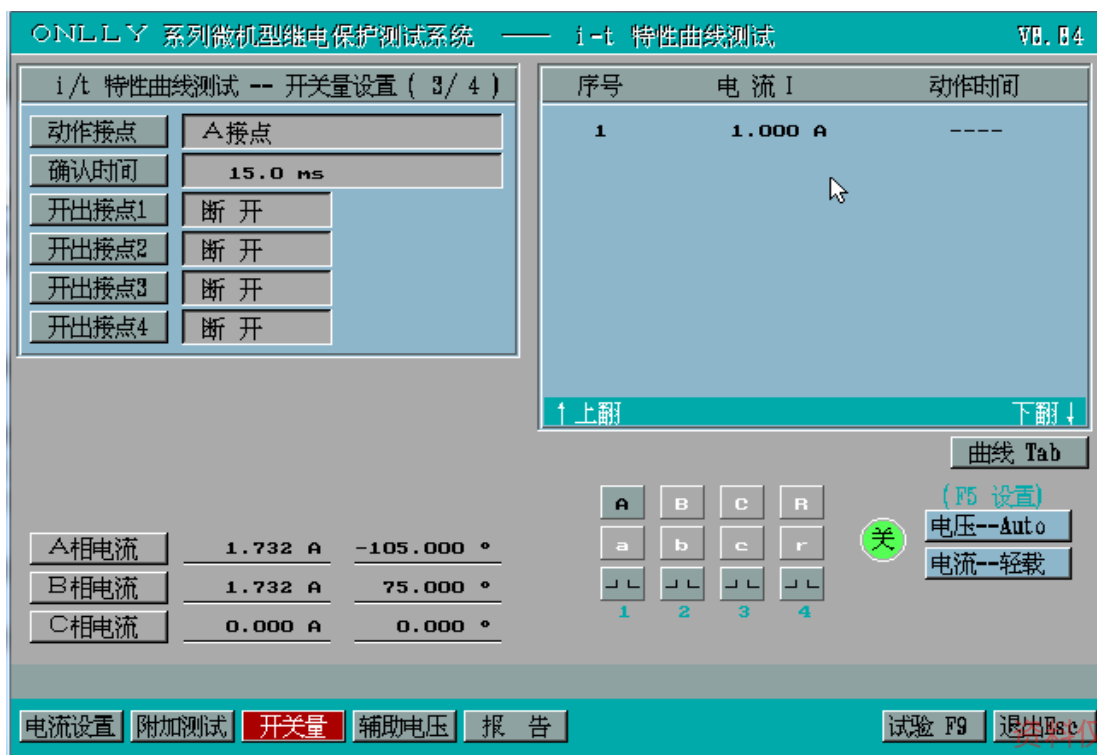 ONLLY 系列微机型继电保护测试系统 —— i-t 特性曲线测试 V6.64
i/t 特性曲线测试 -- 开关量设置 ( 3/ 4 )
动作接点 A接点
确认时间 15.0 ms
开出接点1 断 开
开出接点2 断 开
开出接点3 断 开
开出接点4 断 开
序号 电 流 I 动作时间
1 1.000 A ----
↑上翻 下翻↓
曲线 Tab
(F5 设置)
电压--Auto
电流--轻载
关
A B C R
a b c r
1 2 3 4
A相电流 1.732 A -105.000 °
B相电流 1.732 A 75.000 °
C相电流 0.000 A 0.000 °
电流设置 附加测试 开关量 辅助电压 报 告 试验 F9 退出Esc
资料仪